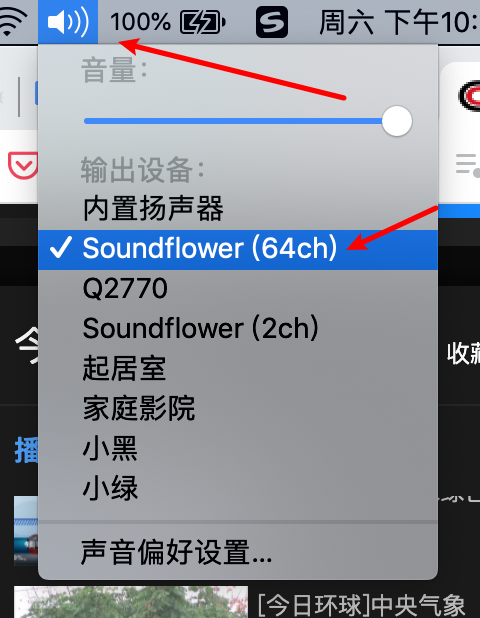 100%
周六 下午10:
音量:
输出设备:
内置扬声器
✓ Soundflower (64ch)
Q2770
Soundflower (2ch)
起居室
家庭影院
小黑
小绿
声音偏好设置...
今
收藏
播
[今日环球]中央气象